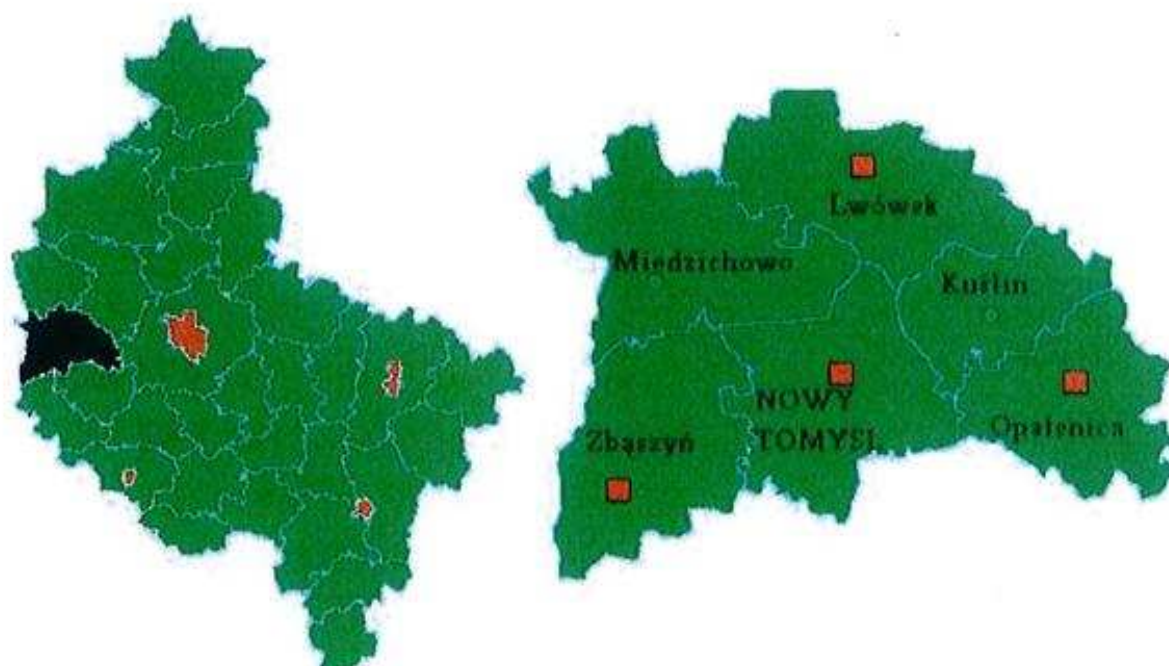 Lwówek
Miedzichowo
Kuślin
NOWY
TOMYŚL
Opalenica
Zbąszyń